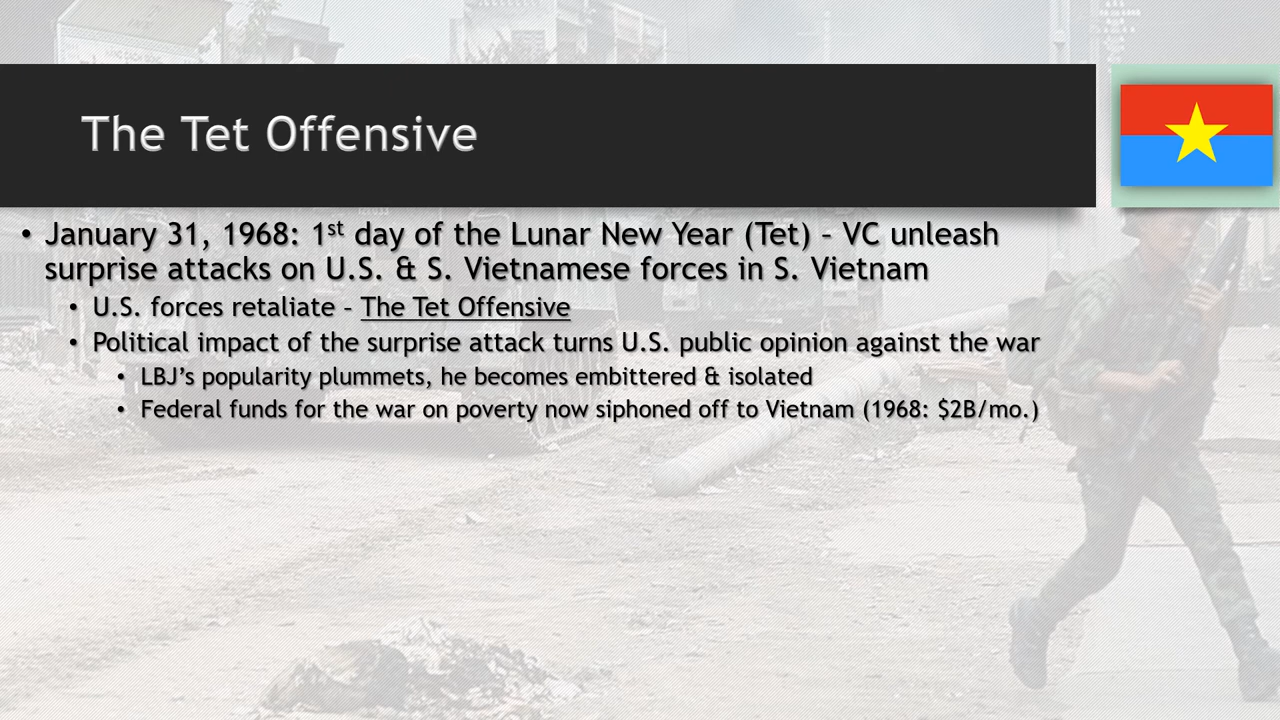 The Tet Offensive
• January 31, 1968: 1st day of the Lunar New Year (Tet) – VC unleash
surprise attacks on U.S. & S. Vietnamese forces in S. Vietnam
• U.S. forces retaliate – The Tet Offensive
• Political impact of the surprise attack turns U.S. public opinion against the war
• LBJ’s popularity plummets, he becomes embittered & isolated
• Federal funds for the war on poverty now siphoned off to Vietnam (1968: $2B/mo.)